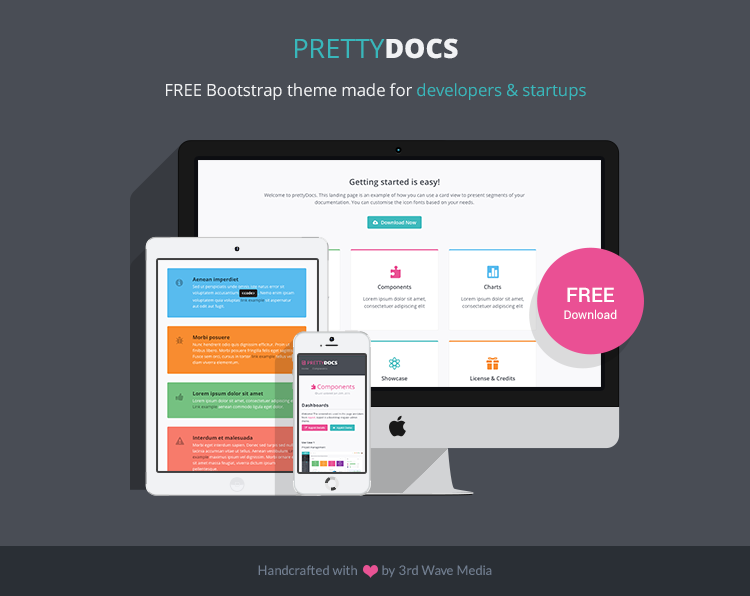 PRETTYDOCS
FREE Bootstrap theme made for developers & startups
Getting started is easy!
Welcome to prettyDocs. This landing page is an example of how you can use a card view to present segments of your
documentation. You can customise the icon fonts based on your needs.
Download Now
Components
Lorem ipsum dolor sit amet,
consectetuer adipiscing elit
Charts
Lorem ipsum dolor sit amet,
consectetuer adipiscing elit
Showcase
License & Credits
FREE
Download
Aenean imperdiet
<code>
link example
Morbi posuere
Lorem ipsum dolor sit amet
Interdum et malesuada
PRETTYDOCS
Components
Dashboards
Handcrafted with by 3rd Wave Media